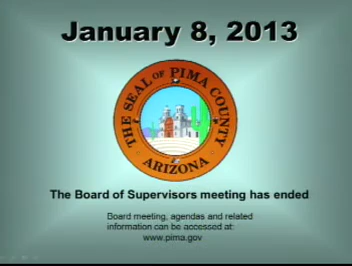 January 8, 2013
THE SEAL OF PIMA COUNTY
ARIZONA
The Board of Supervisors meeting has ended
Board meeting, agendas and related
information can be accessed at:
www.pima.gov